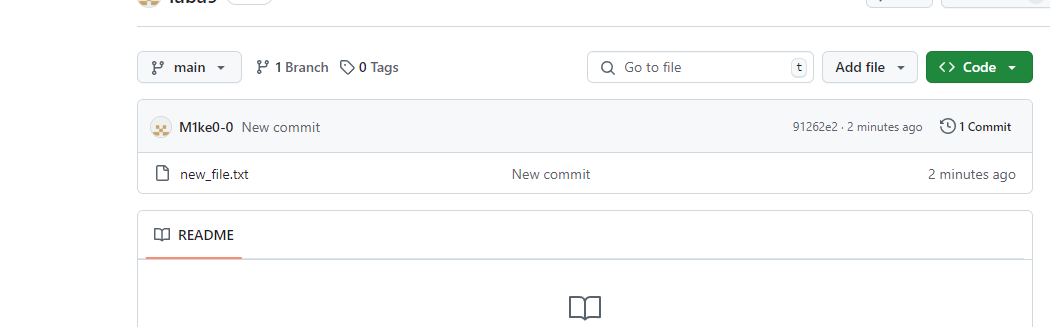 main
1 Branch
0 Tags
Go to file
t
Add file
Code
M1ke0-0 New commit
91262e2 · 2 minutes ago
1 Commit
new_file.txt
New commit
2 minutes ago
README